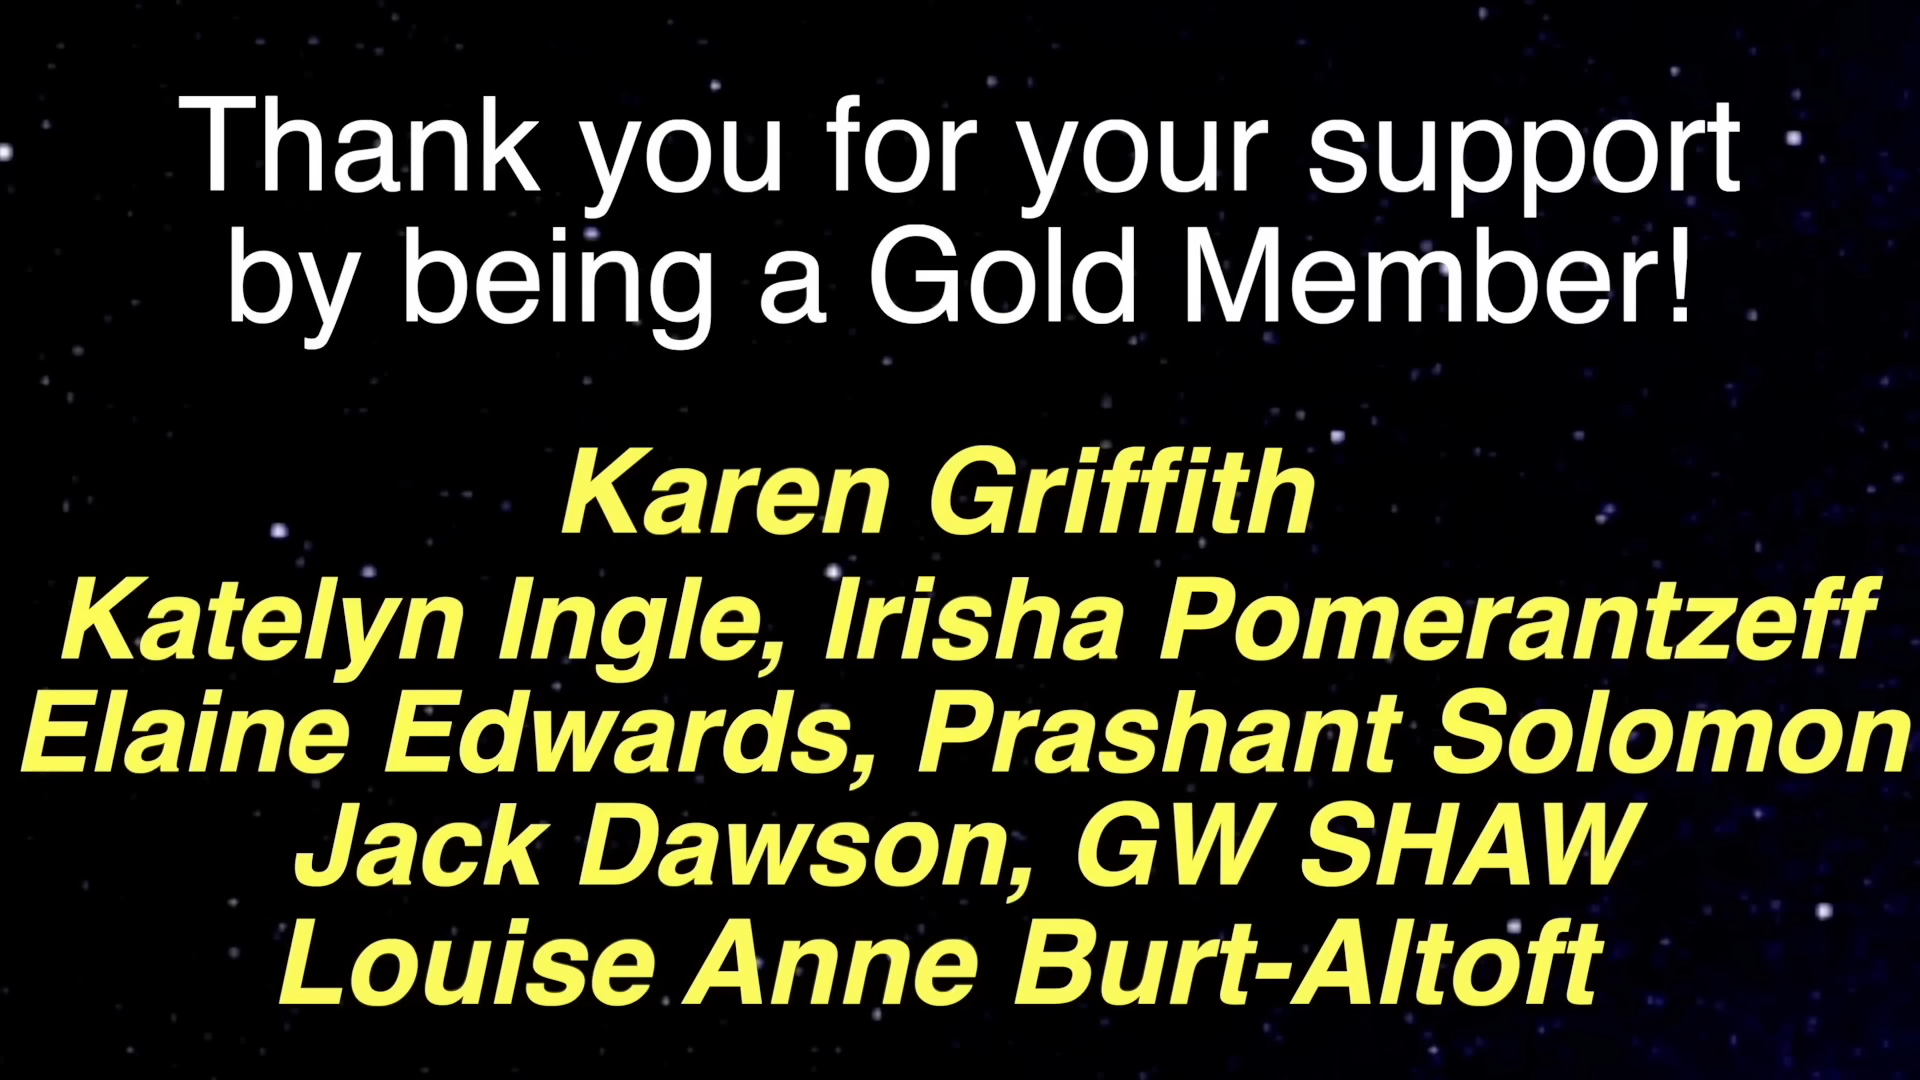 Thank you for your support
by being a Gold Member!
Karen Griffith
Katelyn Ingle, Irisha Pomerantzeff
Elaine Edwards, Prashant Solomon
Jack Dawson, GW SHAW
Louise Anne Burt-Altoft